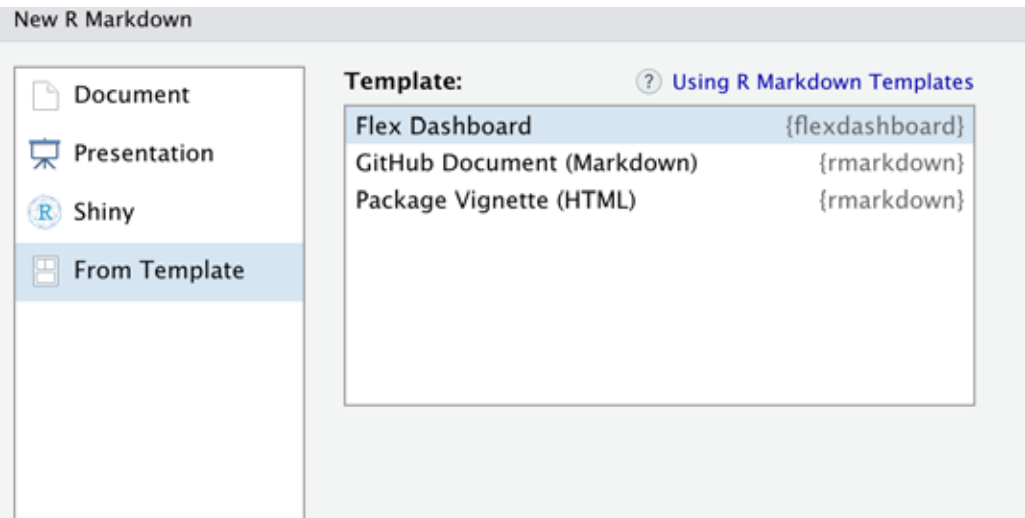 New R Markdown
Document
Presentation
R Shiny
From Template
Template:
? Using R Markdown Templates
Flex Dashboard {flexdashboard}
GitHub Document (Markdown) {rmarkdown}
Package Vignette (HTML) {rmarkdown}